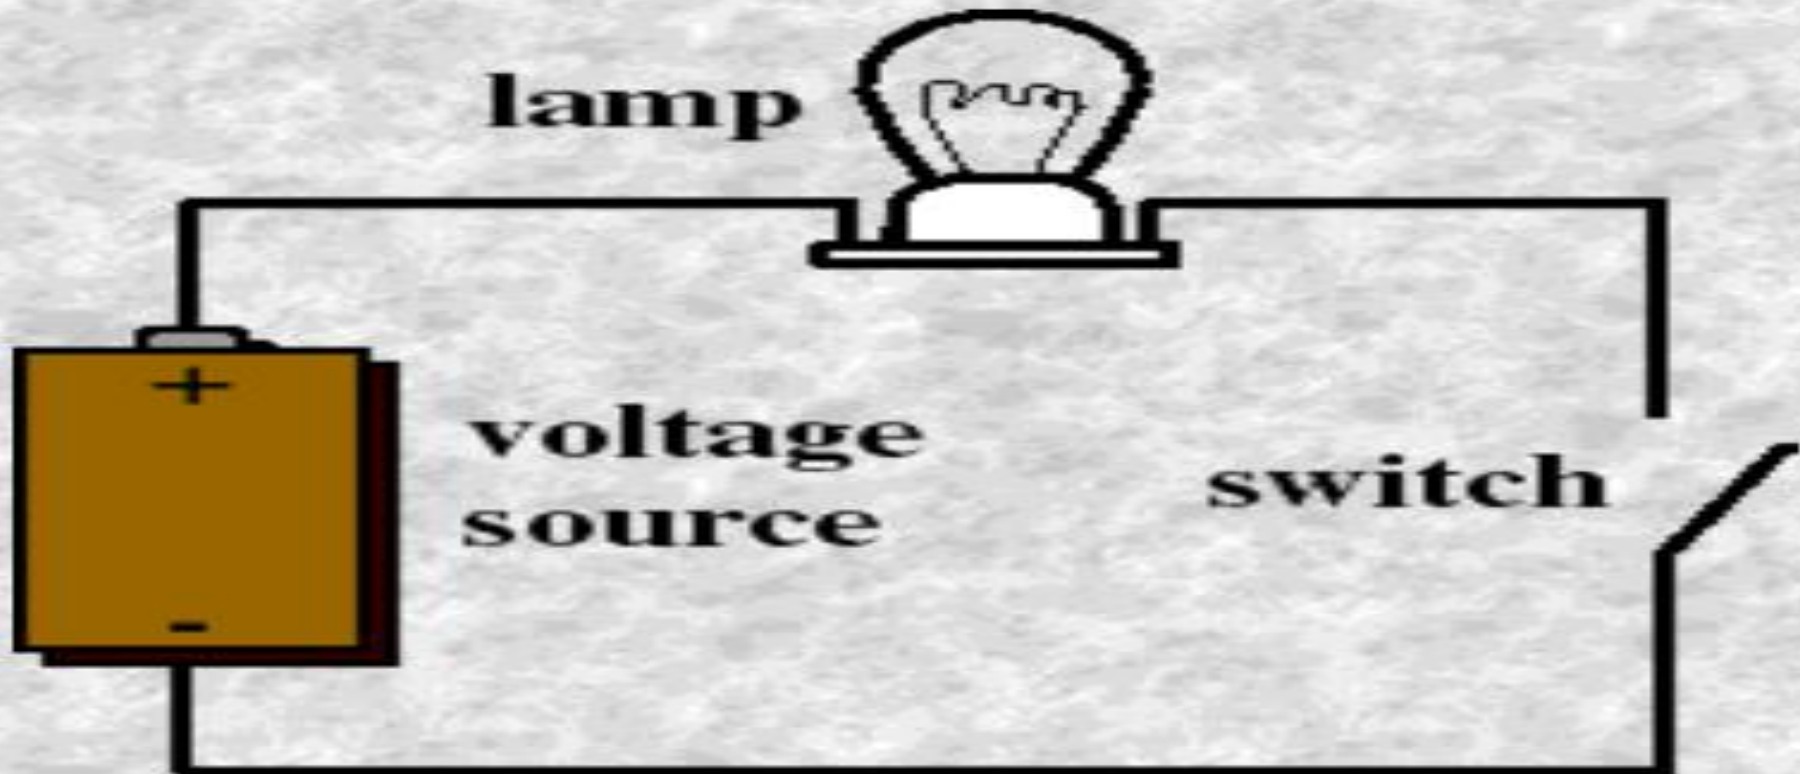 lamp
+
voltage
source
switch
-